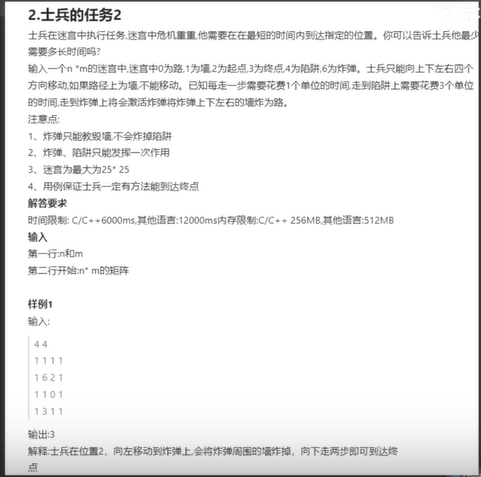 2.士兵的任务2
士兵在迷宫中执行任务,迷宫中危机重重,他需要在在最短的时间内到达指定的位置。你可以告诉士兵他最少
需要多长时间吗?
输入一个n *m的迷宫中,迷宫中0为路,1为墙,2为起点,3为终点,4为陷阱,6为炸弹。士兵只能向上下左右四个
方向移动,如果路径上为墙,不能移动。已知每走一步需要花费1个单位的时间,走到陷阱上需要花费3个单位
的时间,走到炸弹上将会激活炸弹将炸弹上下左右的墙炸为路。
注意点:
1、炸弹只能教毁墙,不会炸掉陷阱
2、炸弹、陷阱只能发挥一次作用
3、迷宫为最大为25* 25
4、用例保证士兵一定有方法能到达终点
解答要求
时间限制: C/C++6000ms,其他语言:12000ms内存限制:C/C++ 256MB,其他语言:512MB
输入
第一行:n和m
第二行开始:n* m的矩阵
样例1
输入:
4 4
1 1 1 1
1 6 2 1
1 1 0 1
1 3 1 1
输出:3
解释:士兵在位置2，向左移动到炸弹上,会将炸弹周围的墙炸掉，向下走两步即可到达终
点